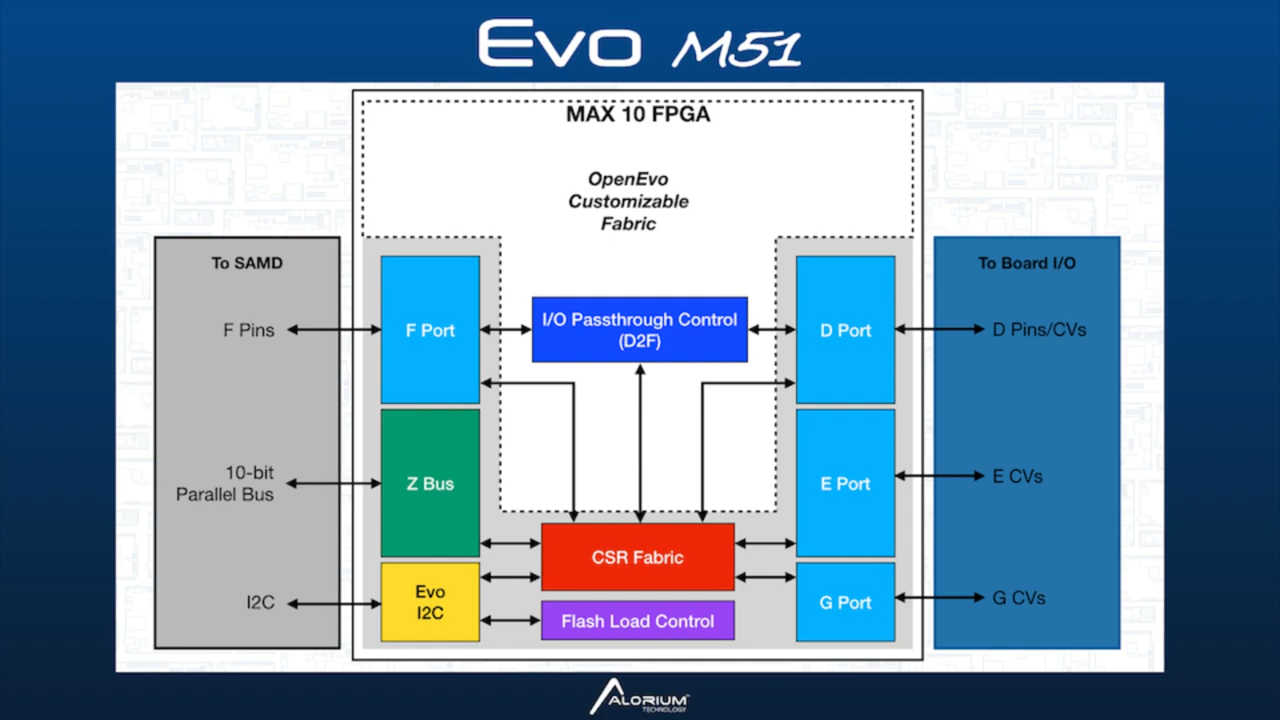 Evo M51
MAX 10 FPGA
OpenEvo
Customizable
Fabric
To SAMD
To Board I/O
F Pins
F Port
I/O Passthrough Control
(D2F)
D Port
D Pins/CVs
10-bit
Parallel Bus
Z Bus
E Port
E CVs
CSR Fabric
I2C
Evo
I2C
Flash Load Control
G Port
G CVs
ALORIUM
TECHNOLOGY